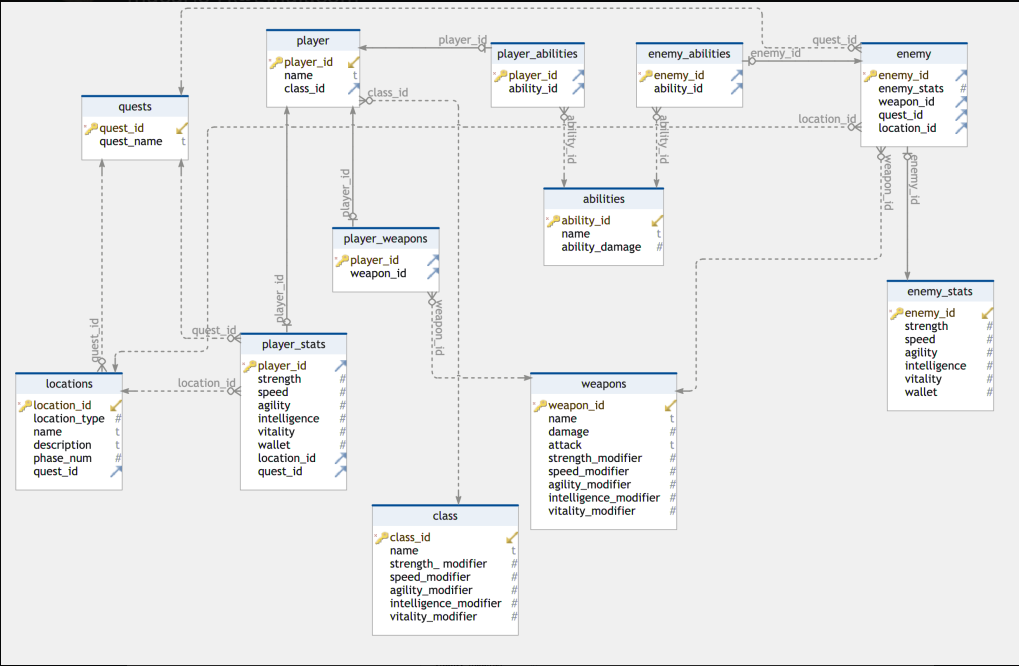 player
player_id
name t
class_id
player_id
player_abilities
player_id
ability_id
enemy_abilities
enemy_id
ability_id
enemy_id
quest_id
enemy
enemy_id
enemy_stats #
weapon_id
quest_id
location_id
class_id
location_id
quests
quest_id
quest_name t
ability_id
ability_id
weapon_id
enemy_id
abilities
ability_id
name t
ability_damage #
player_id
player_weapons
player_id
weapon_id
player_id
weapon_id
enemy_stats
enemy_id
strength #
speed #
agility #
intelligence #
vitality #
wallet #
quest_id
quest_id
player_stats
player_id
strength #
speed #
agility #
intelligence #
vitality #
wallet #
location_id
quest_id
locations
location_id
location_type #
name t
description t
phase_num #
quest_id
location_id
weapons
weapon_id
name t
damage #
attack t
strength_modifier #
speed_modifier #
agility_modifier #
intelligence_modifier #
vitality_modifier #
class
class_id
name t
strength_ modifier #
speed_modifier #
agility_modifier #
intelligence_modifier #
vitality_modifier #